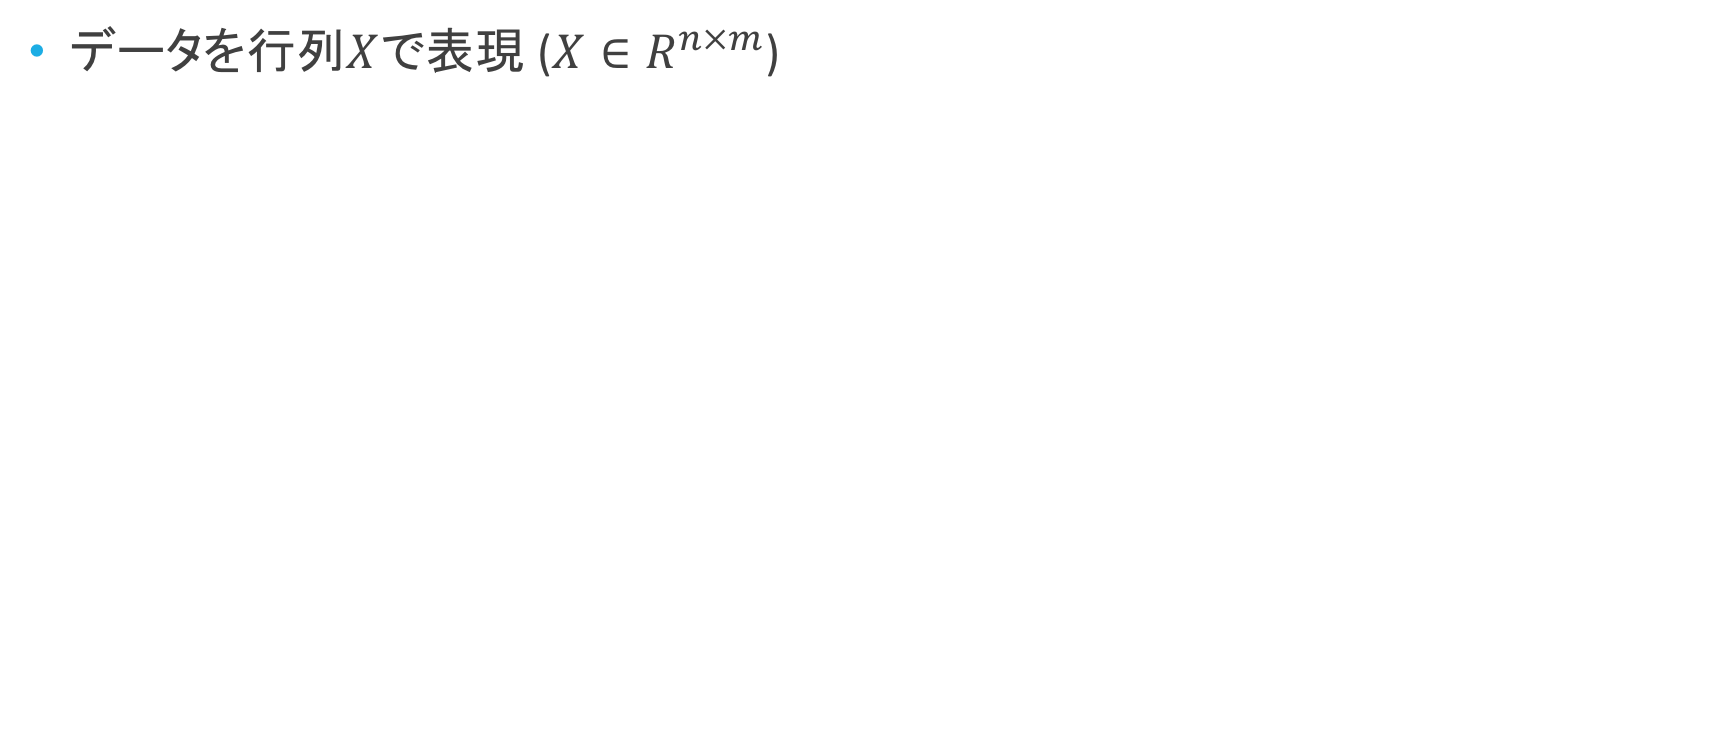 • データを行列Xで表現 (X ∈ R^{n×m})